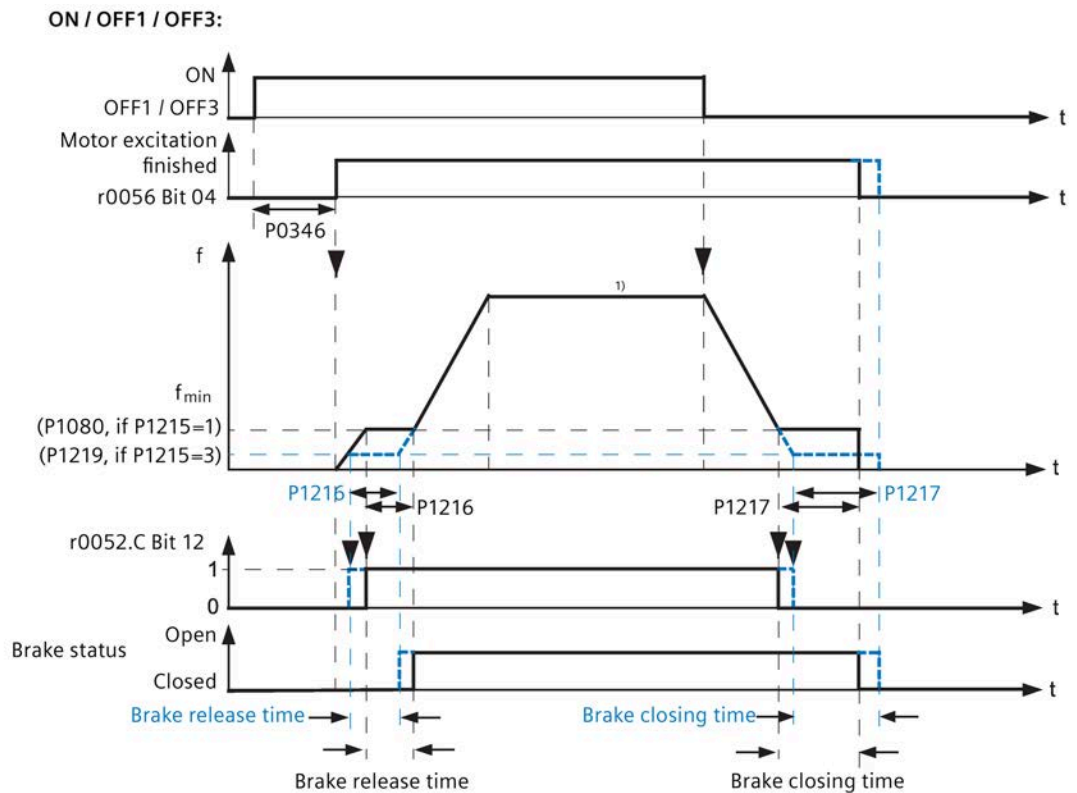 ON / OFF1 / OFF3:
ON
OFF1 / OFF3
t
Motor excitation
finished
r0056 Bit 04
t
P0346
f
1)
fmin
(P1080, if P1215=1)
(P1219, if P1215=3)
t
P1216
P1217
P1216
P1217
r0052.C Bit 12
1
0
t
Open
Brake status
Closed
t
Brake release time
Brake closing time
Brake release time
Brake closing time